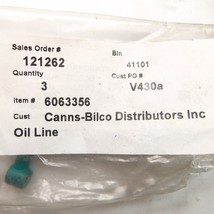 Sales Order # Bin
121262 41101
Quantity Cust PO #
3 V430a
Item # 6063356
Cust Canns-Bilco Distributors Inc
Oil Line